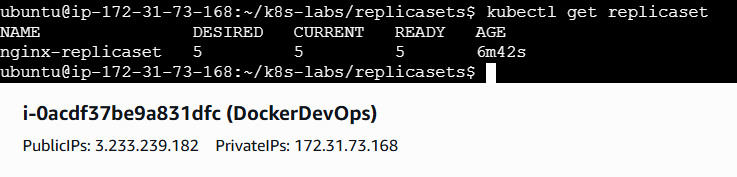 ubuntu@ip-172-31-73-168:~/k8s-labs/replicasets$ kubectl get replicaset
NAME DESIRED CURRENT READY AGE
nginx-replicaset 5 5 5 6m42s
ubuntu@ip-172-31-73-168:~/k8s-labs/replicasets$
i-0acdf37be9a831dfc (DockerDevOps)
PublicIPs: 3.233.239.182 PrivateIPs: 172.31.73.168